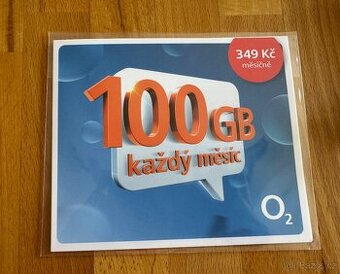 349 Kč
měsíčně
100 GB
každý měsíc
O2